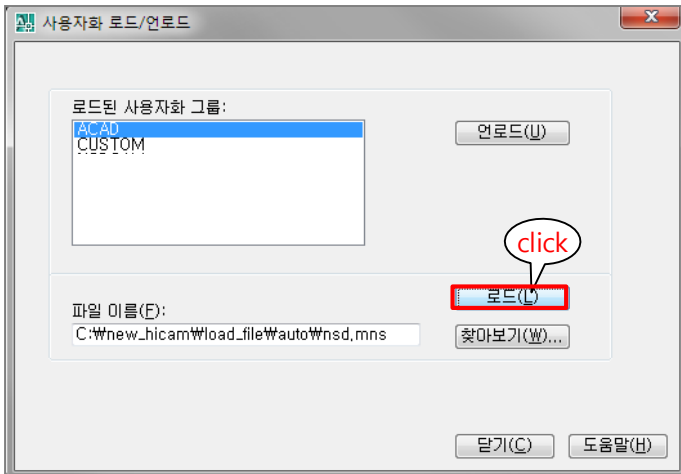 사용자화 로드/언로드
로드된 사용자화 그룹:
ACAD
CUSTOM
언로드(U)
click
로드(L)
파일 이름(F):
C:₩new_hicam₩load_file₩auto₩nsd,mns
찾아보기(W)...
닫기(C)
도움말(H)